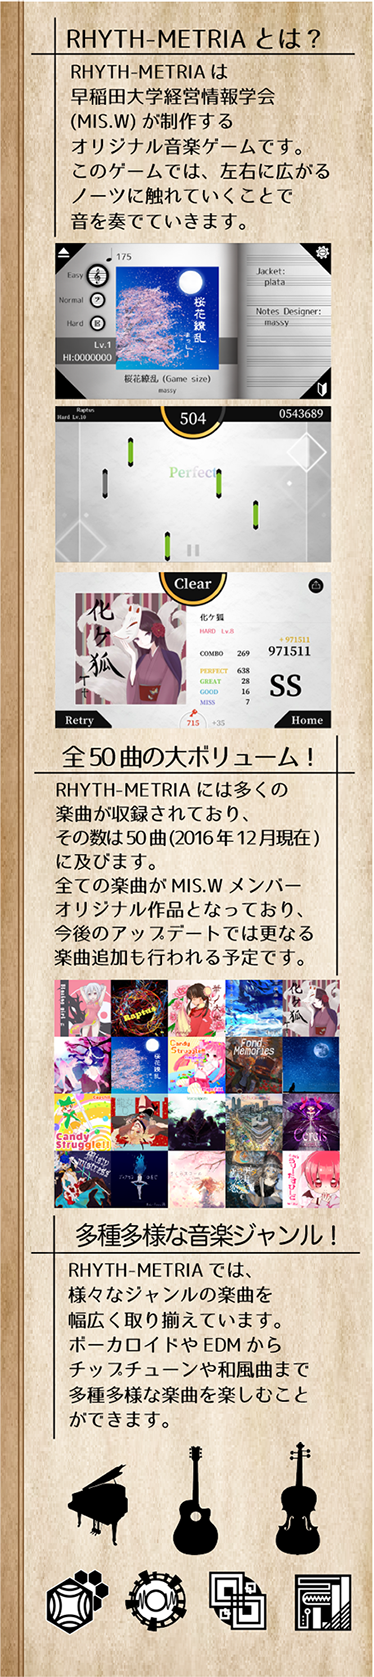 RHYTH-METRIA とは？
RHYTH-METRIA は
早稲田大学経営情報学会
(MIS.W) が制作する
オリジナル音楽ゲームです。
このゲームでは、左右に広がる
ノーツに触れていくことで
音を奏でていきます。
175
Easy
Normal
Hard
Lv.1
HI:0000000
桜花繚乱
桜花繚乱 (Game size)
massy
Jacket:
plata
Notes Designer:
massy
Raptus
Hard Lv.10
504
0543689
Perfect
Clear
化ケ狐
化ケ狐
HARD Lv.8
+ 971511
COMBO 269
971511
PERFECT 638
GREAT 28
GOOD 16
MISS 7
SS
Retry
715 +35
Home
全 50 曲の大ボリューム！
RHYTH-METRIA には多くの
楽曲が収録されており、
その数は 50 曲 (2016 年 12 月現在 )
に及びます。
全ての楽曲が MIS.W メンバー
オリジナル作品となっており、
今後のアップデートでは更なる
楽曲追加も行われる予定です。
Raptus
化ケ狐
桜花繚乱
Candy Struggle!!
Fond Memories
Candy Struggle!!
多種多様な音楽ジャンル！
RHYTH-METRIA では、
様々なジャンルの楽曲を
幅広く取り揃えています。
ボーカロイドや EDM から
チップチューンや和風曲まで
多種多様な楽曲を楽しむこと
ができます。